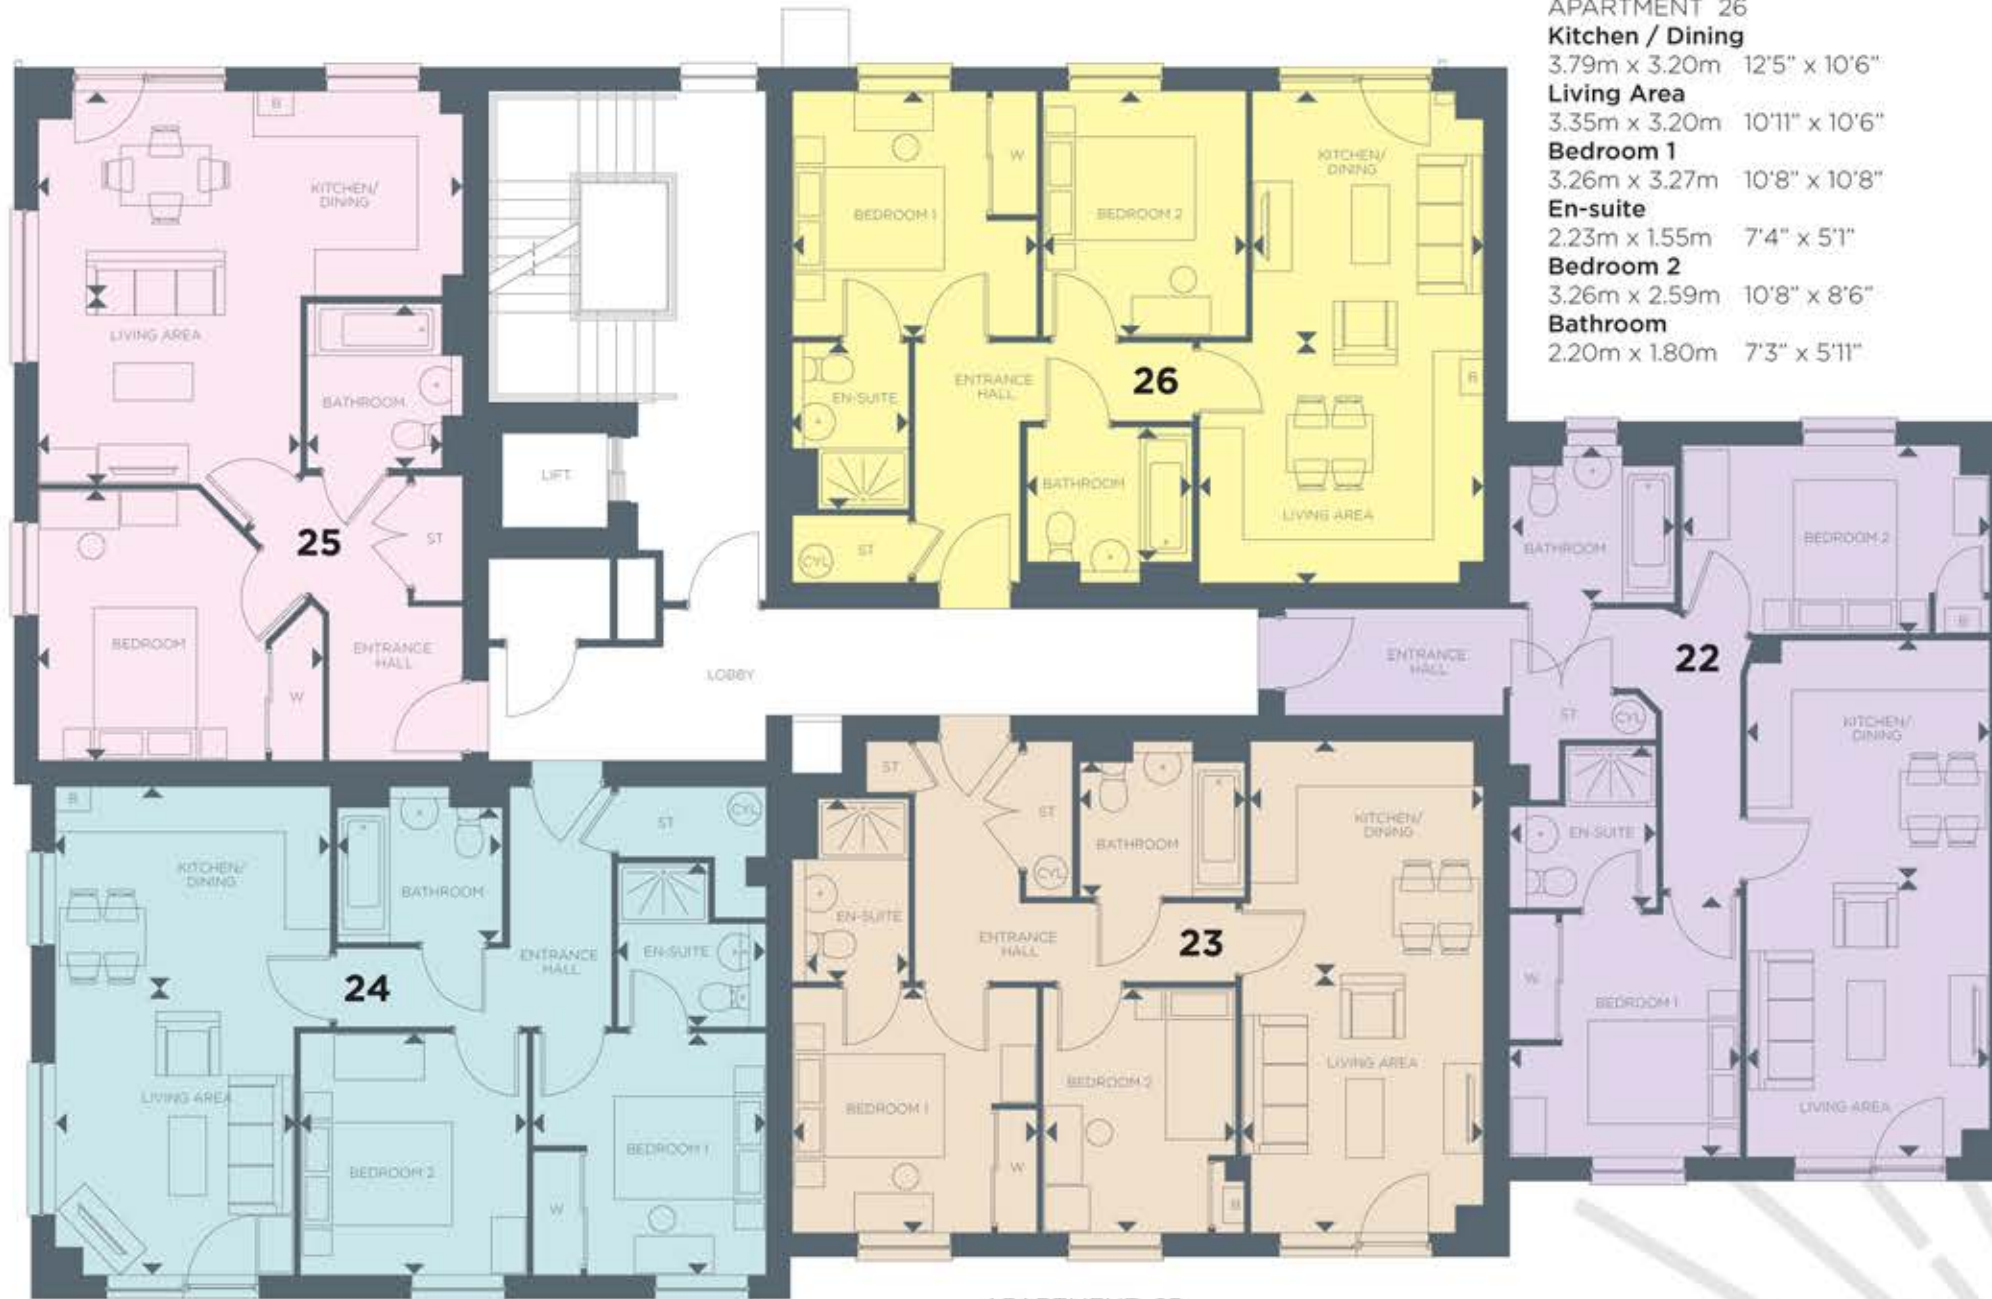 APARTMENT 26
Kitchen / Dining
3.79m x 3.20m 12'5" x 10'6"
Living Area
3.35m x 3.20m 10'11" x 10'6"
Bedroom 1
3.26m x 3.27m 10'8" x 10'8"
En-suite
2.23m x 1.55m 7'4" x 5'1"
Bedroom 2
3.26m x 2.59m 10'8" x 8'6"
Bathroom
2.20m x 1.80m 7'3" x 5'11"
B
KITCHEN/
DINING
LIVING AREA
BATHROOM
25
ST
BEDROOM
W
ENTRANCE
HALL
LIFT
LOBBY
BEDROOM 1
W
BEDROOM 2
KITCHEN/
DINING
EN-SUITE
ENTRANCE
HALL
26
B
BATHROOM
LIVING AREA
CYL
ST
BATHROOM
BEDROOM 2
B
ENTRANCE
HALL
22
ST
CYL
KITCHEN/
DINING
EN-SUITE
W
BEDROOM 1
LIVING AREA
B
KITCHEN/
DINING
BATHROOM
ST
CYL
ENTRANCE
HALL
EN-SUITE
24
LIVING AREA
BEDROOM 2
BEDROOM 1
W
ST
ST
CYL
BATHROOM
KITCHEN/
DINING
EN-SUITE
ENTRANCE
HALL
23
BEDROOM 1
BEDROOM 2
LIVING AREA
W
B